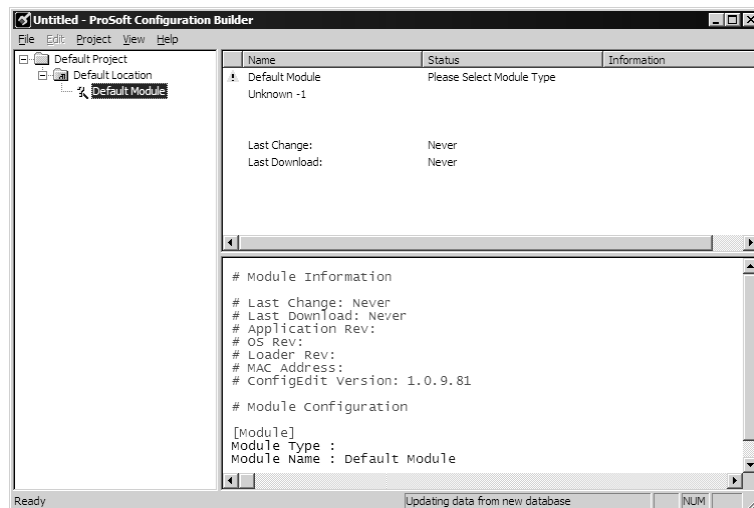 Untitled - ProSoft Configuration Builder
File Edit Project View Help
Default Project
Default Location
Default Module
Name Status Information
Default Module Please Select Module Type
Unknown -1
Last Change: Never
Last Download: Never
# Module Information
# Last Change: Never
# Last Download: Never
# Application Rev:
# OS Rev:
# Loader Rev:
# MAC Address:
# ConfigEdit Version: 1.0.9.81
# Module Configuration
[Module]
Module Type :
Module Name : Default Module
Ready Updating data from new database NUM